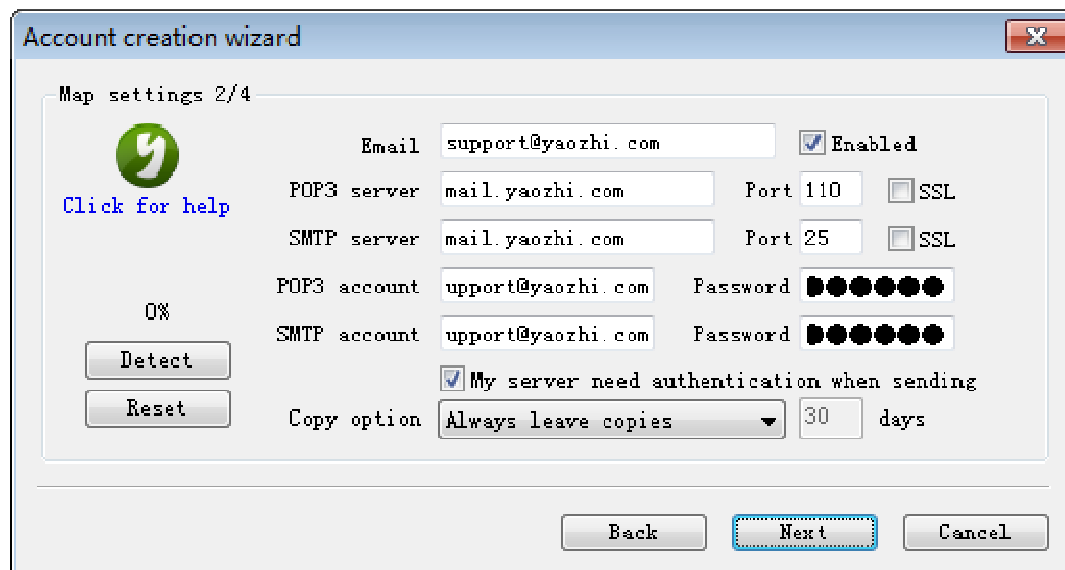 Account creation wizard
Map settings 2/4
Click for help
Email support@yaozhi.com Enabled
POP3 server mail.yaozhi.com Port 110 SSL
SMTP server mail.yaozhi.com Port 25 SSL
POP3 account upport@yaozhi.com Password ●●●●●●
SMTP account upport@yaozhi.com Password ●●●●●●
0%
Detect
Reset
My server need authentication when sending
Copy option Always leave copies 30 days
Back Next Cancel